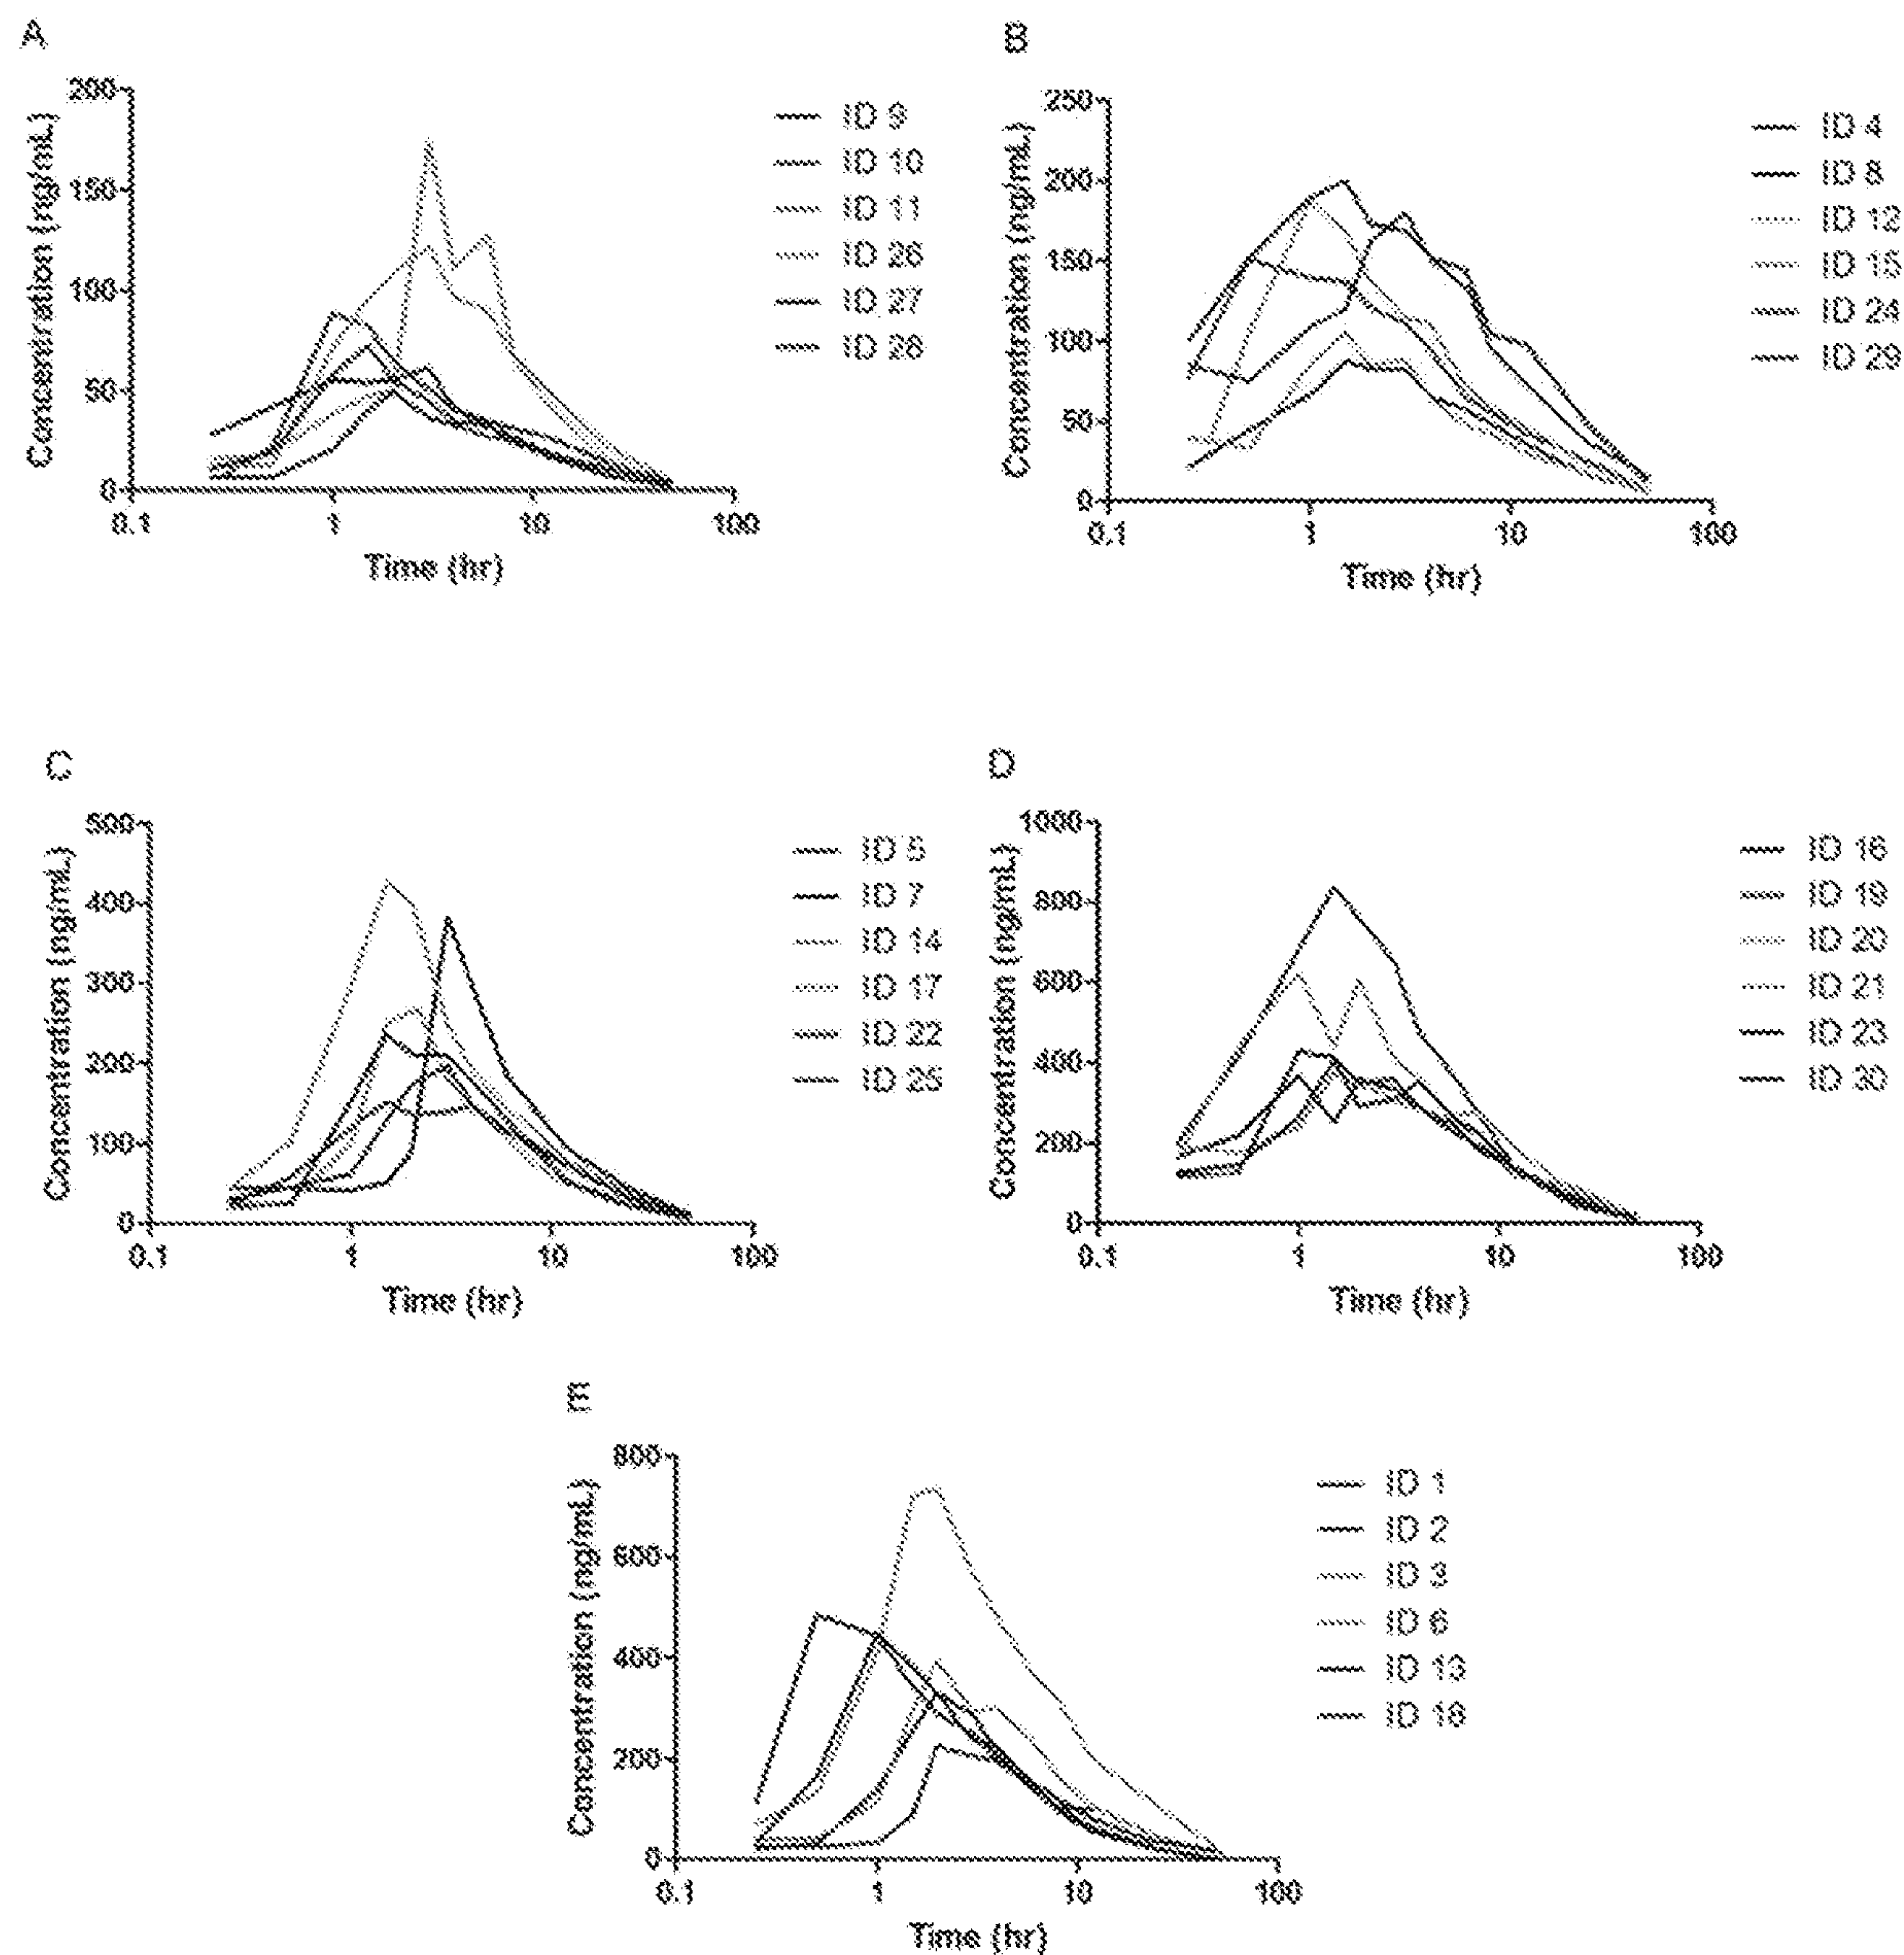 A
Concentration (ng/mL)
200
150
100
50
0
0.1
1
10
100
Time (hr)
ID 9
ID 10
ID 11
ID 26
ID 27
ID 28
B
Concentration (ng/mL)
250
200
150
100
50
0
0.1
1
10
100
Time (hr)
ID 4
ID 8
ID 12
ID 15
ID 24
ID 29
C
Concentration (ng/mL)
500
400
300
200
100
0
0.1
1
10
100
Time (hr)
ID 5
ID 7
ID 14
ID 17
ID 22
ID 25
D
Concentration (ng/mL)
1000
800
600
400
200
0
0.1
1
10
100
Time (hr)
ID 16
ID 19
ID 20
ID 21
ID 23
ID 30
E
Concentration (ng/mL)
800
600
400
200
0
0.1
1
10
100
Time (hr)
ID 1
ID 2
ID 3
ID 6
ID 13
ID 18